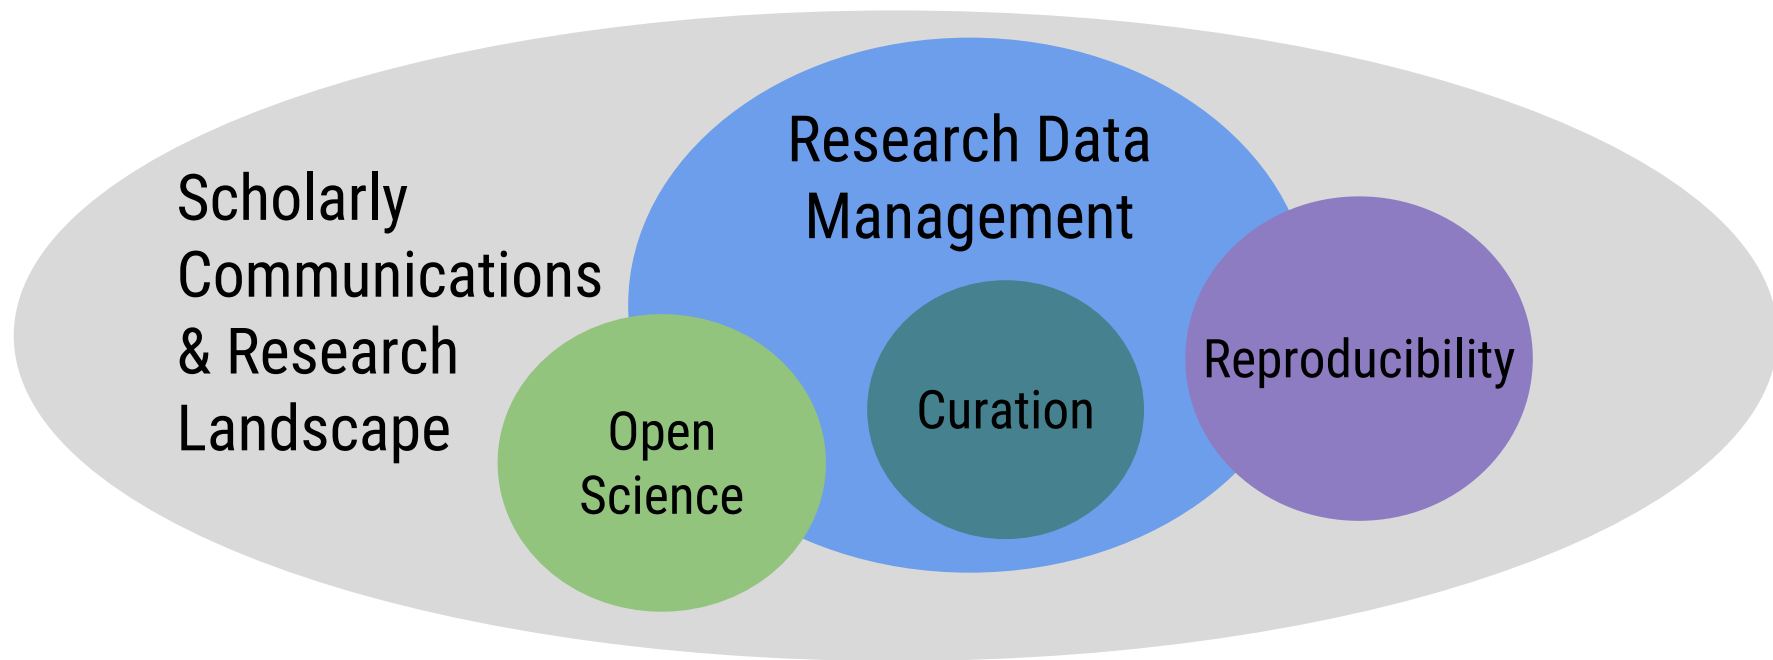 Scholarly
Communications
& Research
Landscape
Research Data
Management
Open
Science
Curation
Reproducibility